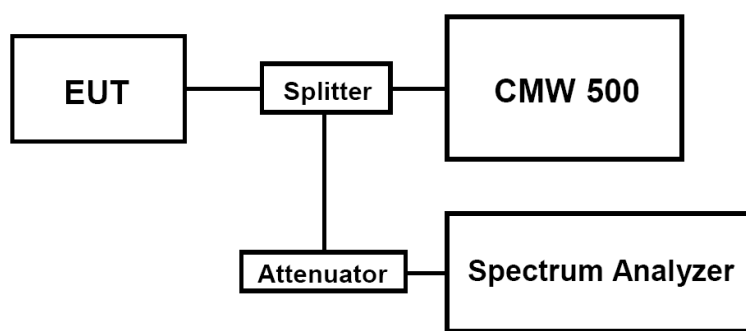 EUT
Splitter
CMW 500
Attenuator
Spectrum Analyzer